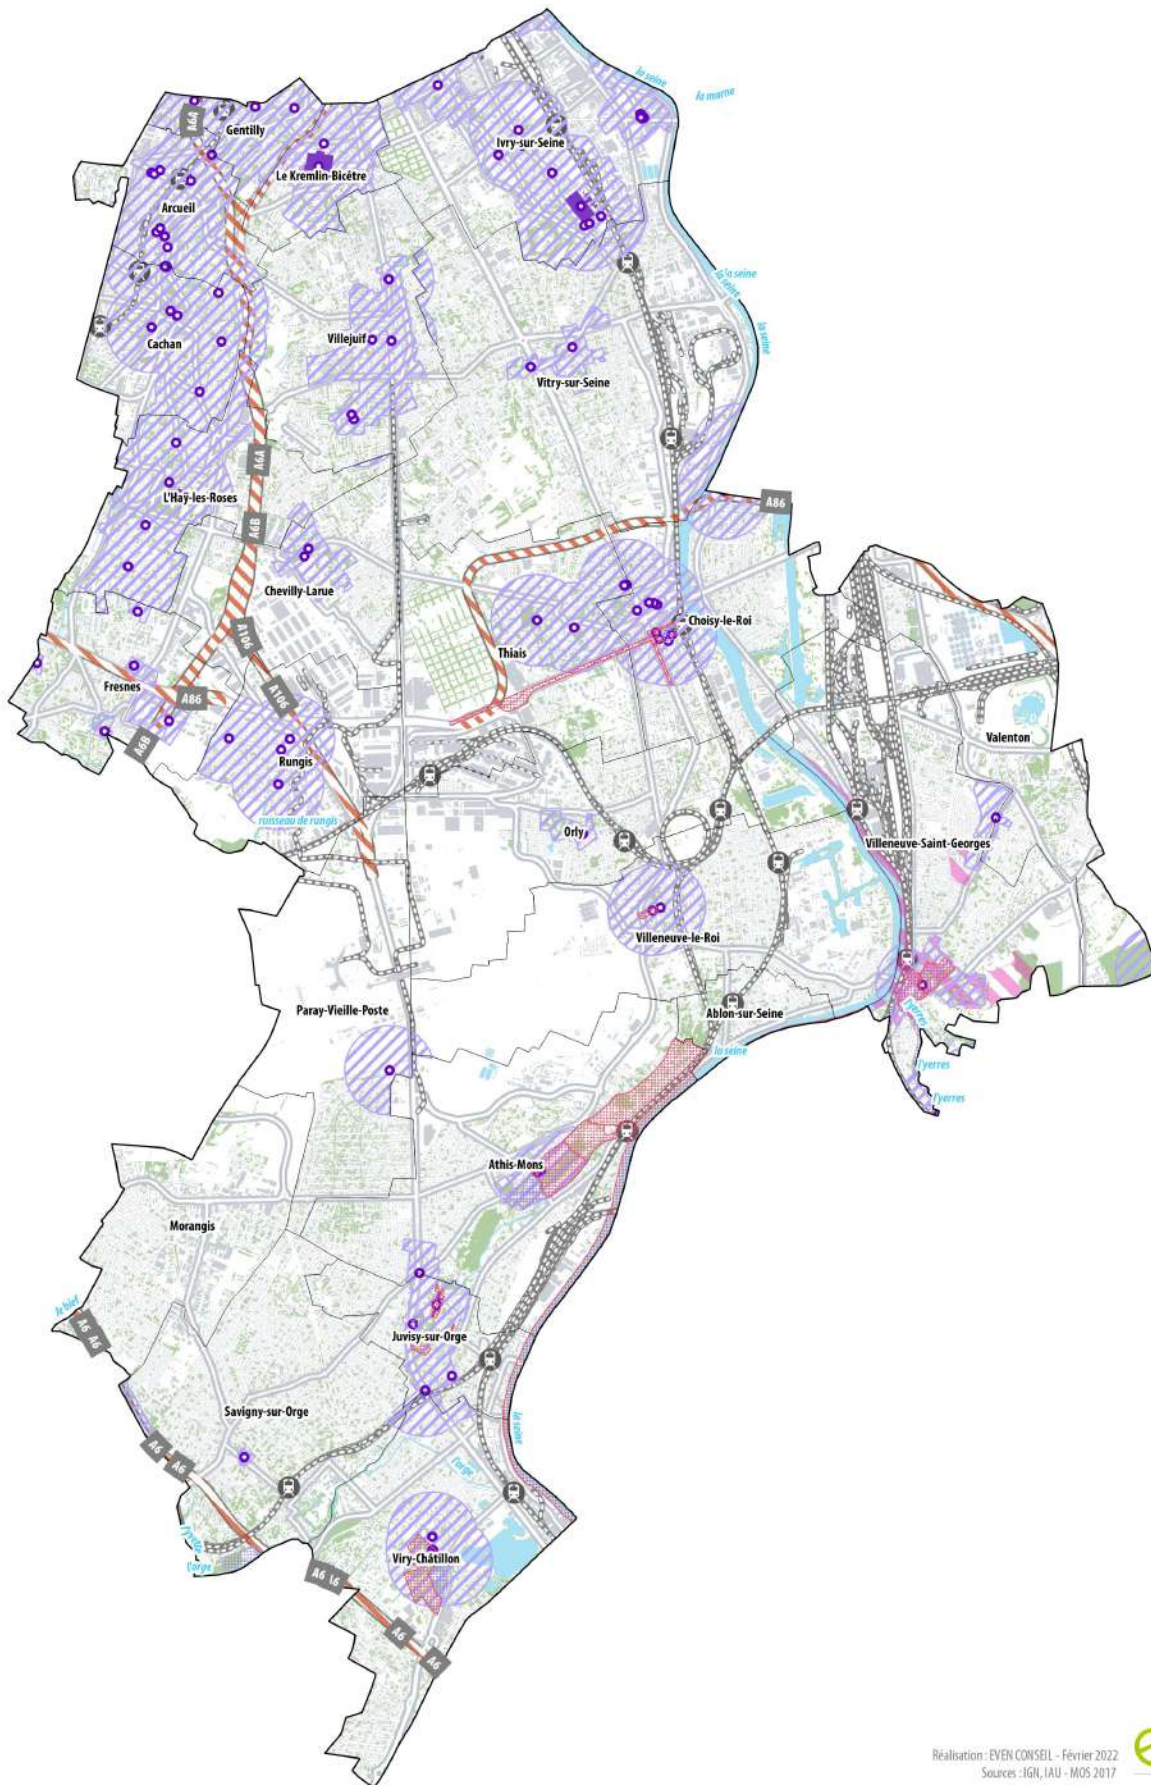 la seine
la marne
A6A
Gentilly
Ivry-sur-Seine
Le Kremlin-Bicêtre
Arcueil
la seine
la seine
la seine
Cachan
Villejuif
Vitry-sur-Seine
A6A
L'Haÿ-les-Roses
A86
A6B
Chevilly-Larue
Choisy-le-Roi
A106
Thiais
Fresnes
A86
A106
A6B
Rungis
Valenton
ruisseau de rungis
Orly
Villeneuve-Saint-Georges
Villeneuve-le-Roi
Paray-Vieille-Poste
Ablon-sur-Seine
l'yerres
la seine
l'yerres
l'yerres
Athis-Mons
Morangis
le bief
A6 A6
Juvisy-sur-Orge
Savigny-sur-Orge
la seine
A6 A6
l'orge
l'yvette
l'orge
Viry-Châtillon
A6
A6
A6
Réalisation : EVEN CONSEIL - Février 2022
Sources : IGN, IAU - MOS 2017